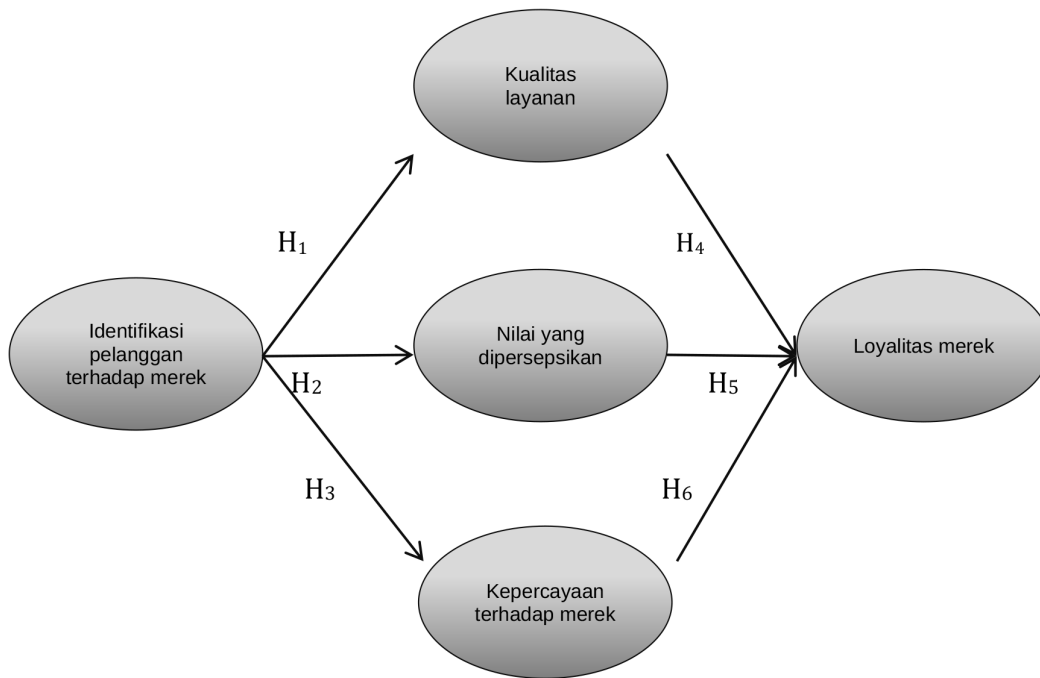 Kualitas
layanan
H₁
H₄
Identifikasi
pelanggan
terhadap merek
Nilai yang
dipersepsikan
Loyalitas merek
H₂
H₅
H₃
H₆
Kepercayaan
terhadap merek